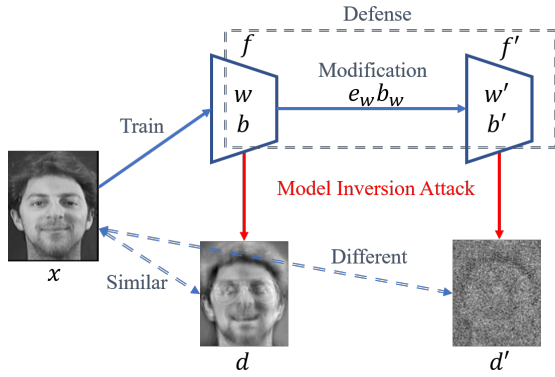 Defense
f
f′
Modification
e_w b_w
w
b
w′
b′
Train
Model Inversion Attack
x
Similar
Different
d
d′